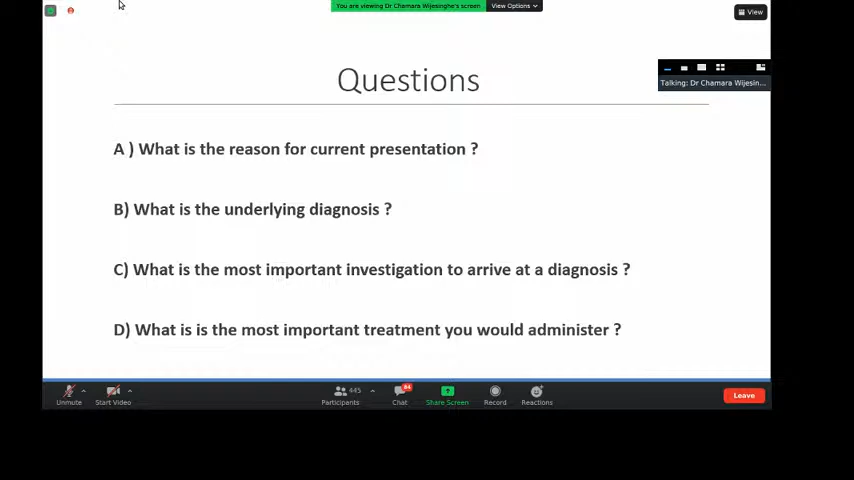 You are viewing Dr Chamara Wijesinghe's screen
View Options
View
Questions
Talking: Dr Chamara Wijesin...
A ) What is the reason for current presentation ?
B) What is the underlying diagnosis ?
C) What is the most important investigation to arrive at a diagnosis ?
D) What is is the most important treatment you would administer ?
445
84
Unmute
Start Video
Participants
Chat
Share Screen
Record
Reactions
Leave